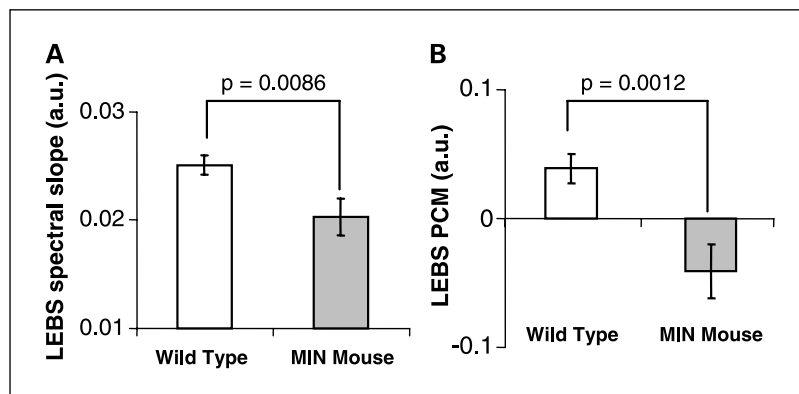 A
LEBS spectral slope (a.u.)
p = 0.0086
0.03
0.02
0.01
Wild Type
MIN Mouse
B
LEBS PCM (a.u.)
p = 0.0012
0.1
0
-0.1
Wild Type
MIN Mouse